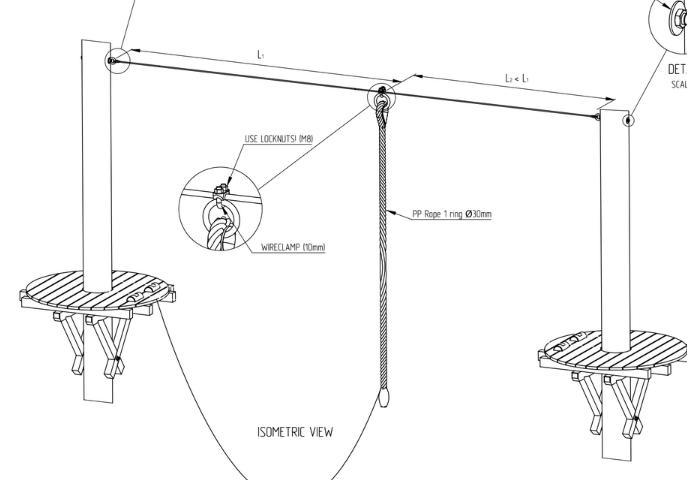 L₁
L₂ < L₁
DET
SCAL
USE LOCKNUTS! (M8)
PP Rope 1 ring Ø30mm
WIRECLAMP (10mm)
ISOMETRIC VIEW